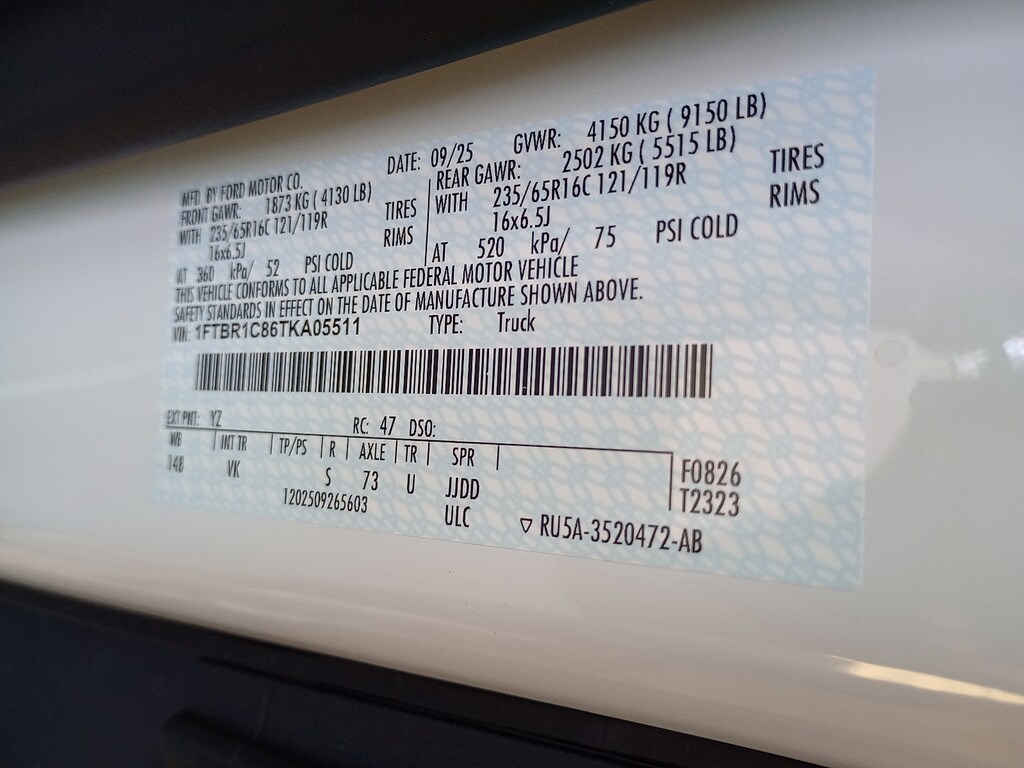 MFD. BY FORD MOTOR CO.
DATE: 09/25 GVWR: 4150 KG ( 9150 LB)
FRONT GAWR: 1873 KG ( 4130 LB)
WITH 235/65R16C 121/119R TIRES
16x6.5J RIMS
AT 360 kPa/ 52 PSI COLD
REAR GAWR: 2502 KG ( 5515 LB)
WITH 235/65R16C 121/119R TIRES
16x6.5J RIMS
AT 520 kPa/ 75 PSI COLD
THIS VEHICLE CONFORMS TO ALL APPLICABLE FEDERAL MOTOR VEHICLE
SAFETY STANDARDS IN EFFECT ON THE DATE OF MANUFACTURE SHOWN ABOVE.
VIN: 1FTBR1C86TKA05511 TYPE: Truck
EXT PNT: YZ RC: 47 DSO:
WB INT TR TP/PS R AXLE TR SPR
148 VK S 73 U JJDD
F0826
T2323
1202509265603 ULC
▽ RU5A-3520472-AB